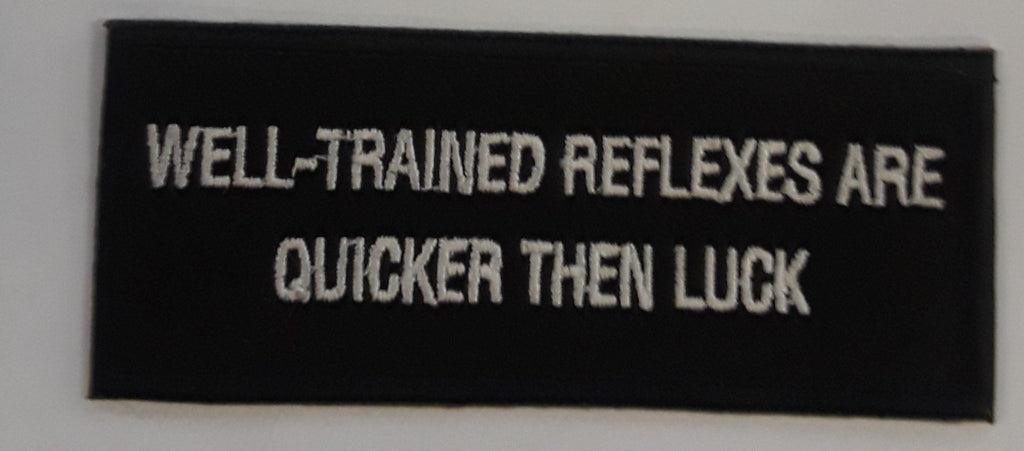 WELL-TRAINED REFLEXES ARE
QUICKER THEN LUCK